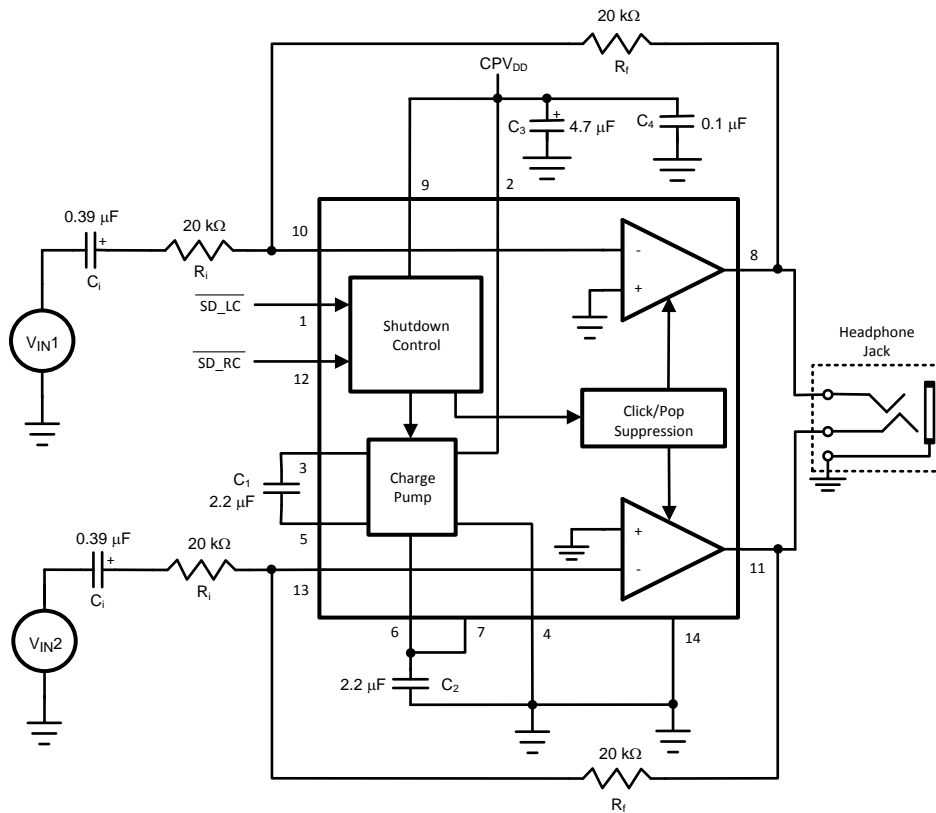 20 kΩ
Rf
CPVDD
C3
+
4.7 μF
C4
0.1 μF
9
2
0.39 μF
+
Ci
20 kΩ
Ri
10
-
+
8
VIN1
SD_LC
1
Shutdown
Control
SD_RC
12
Headphone
Jack
Click/Pop
Suppression
C1
2.2 μF
3
5
Charge
Pump
0.39 μF
+
Ci
20 kΩ
Ri
13
+
-
11
VIN2
6
7
4
14
2.2 μF
C2
20 kΩ
Rf